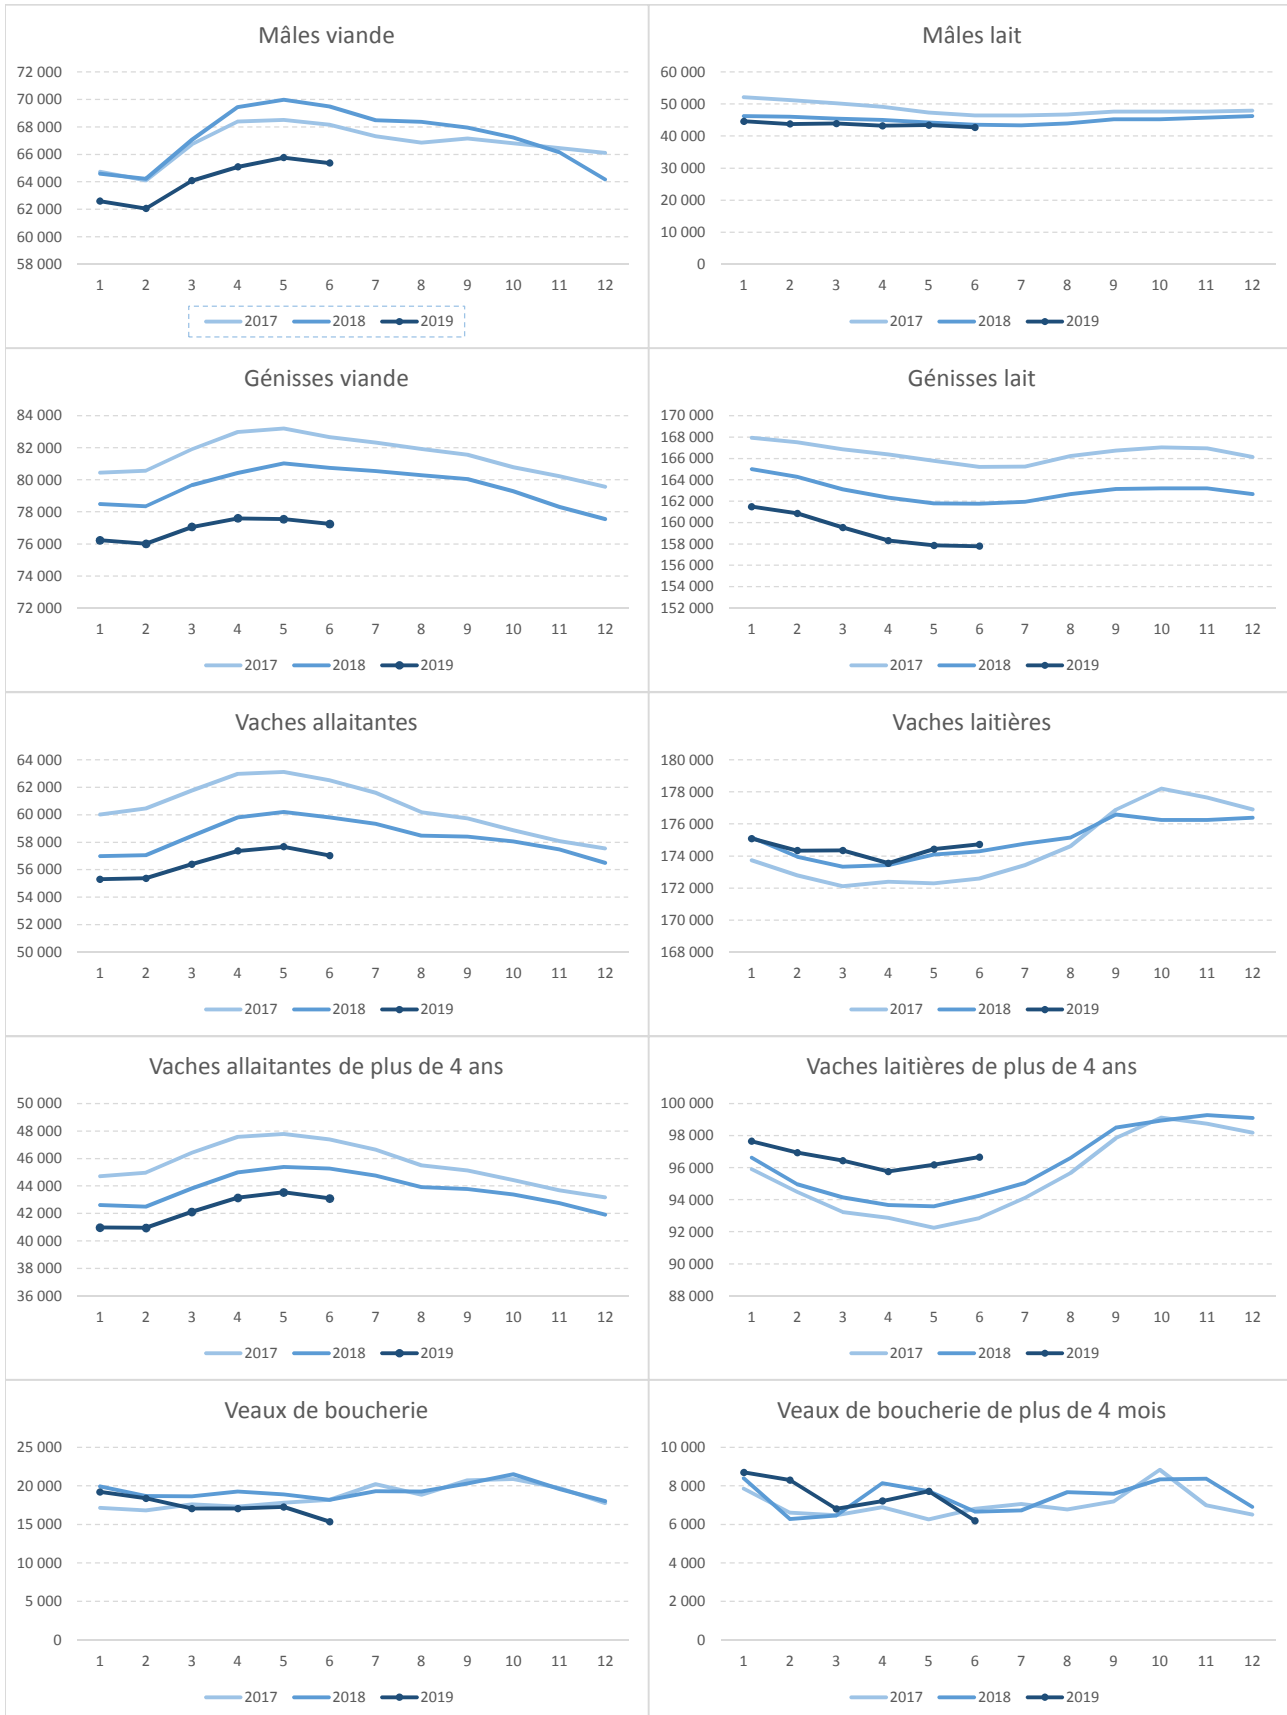 Mâles viande
72 000
70 000
68 000
66 000
64 000
62 000
60 000
58 000
1 2 3 4 5 6 7 8 9 10 11 12
2017 2018 2019
Mâles lait
60 000
50 000
40 000
30 000
20 000
10 000
0
1 2 3 4 5 6 7 8 9 10 11 12
2017 2018 2019
Génisses viande
84 000
82 000
80 000
78 000
76 000
74 000
72 000
1 2 3 4 5 6 7 8 9 10 11 12
2017 2018 2019
Génisses lait
170 000
168 000
166 000
164 000
162 000
160 000
158 000
156 000
154 000
152 000
1 2 3 4 5 6 7 8 9 10 11 12
2017 2018 2019
Vaches allaitantes
64 000
62 000
60 000
58 000
56 000
54 000
52 000
50 000
1 2 3 4 5 6 7 8 9 10 11 12
2017 2018 2019
Vaches laitières
180 000
178 000
176 000
174 000
172 000
170 000
168 000
1 2 3 4 5 6 7 8 9 10 11 12
2017 2018 2019
Vaches allaitantes de plus de 4 ans
50 000
48 000
46 000
44 000
42 000
40 000
38 000
36 000
1 2 3 4 5 6 7 8 9 10 11 12
2017 2018 2019
Vaches laitières de plus de 4 ans
100 000
98 000
96 000
94 000
92 000
90 000
88 000
1 2 3 4 5 6 7 8 9 10 11 12
2017 2018 2019
Veaux de boucherie
25 000
20 000
15 000
10 000
5 000
0
1 2 3 4 5 6 7 8 9 10 11 12
2017 2018 2019
Veaux de boucherie de plus de 4 mois
10 000
8 000
6 000
4 000
2 000
0
1 2 3 4 5 6 7 8 9 10 11 12
2017 2018 2019